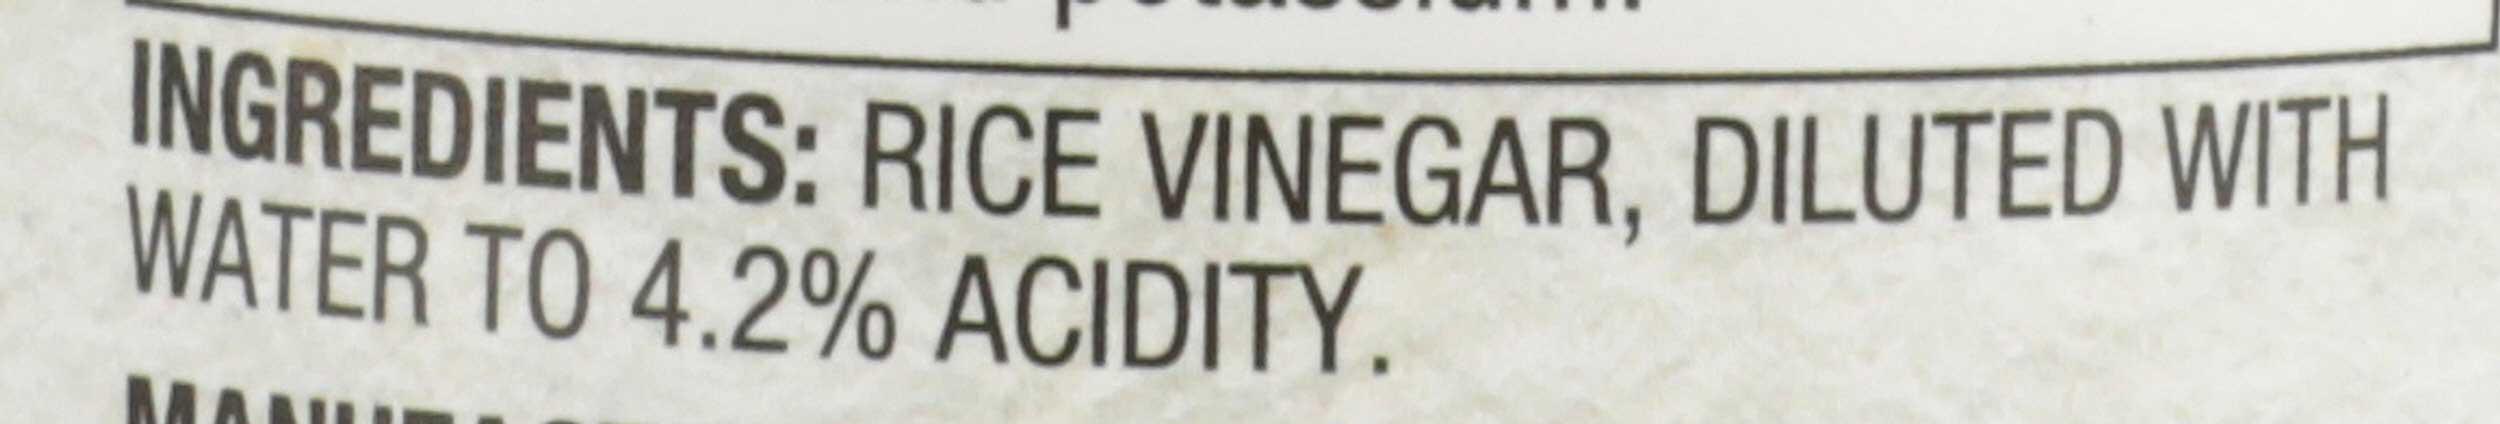 INGREDIENTS: RICE VINEGAR, DILUTED WITH
WATER TO 4.2% ACIDITY.